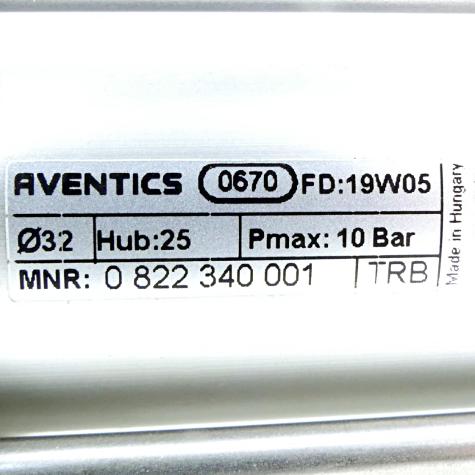 AVENTICS 0670 FD:19W05
Ø32 Hub:25 Pmax: 10 Bar
MNR: 0 822 340 001 TRB
Made in Hungary